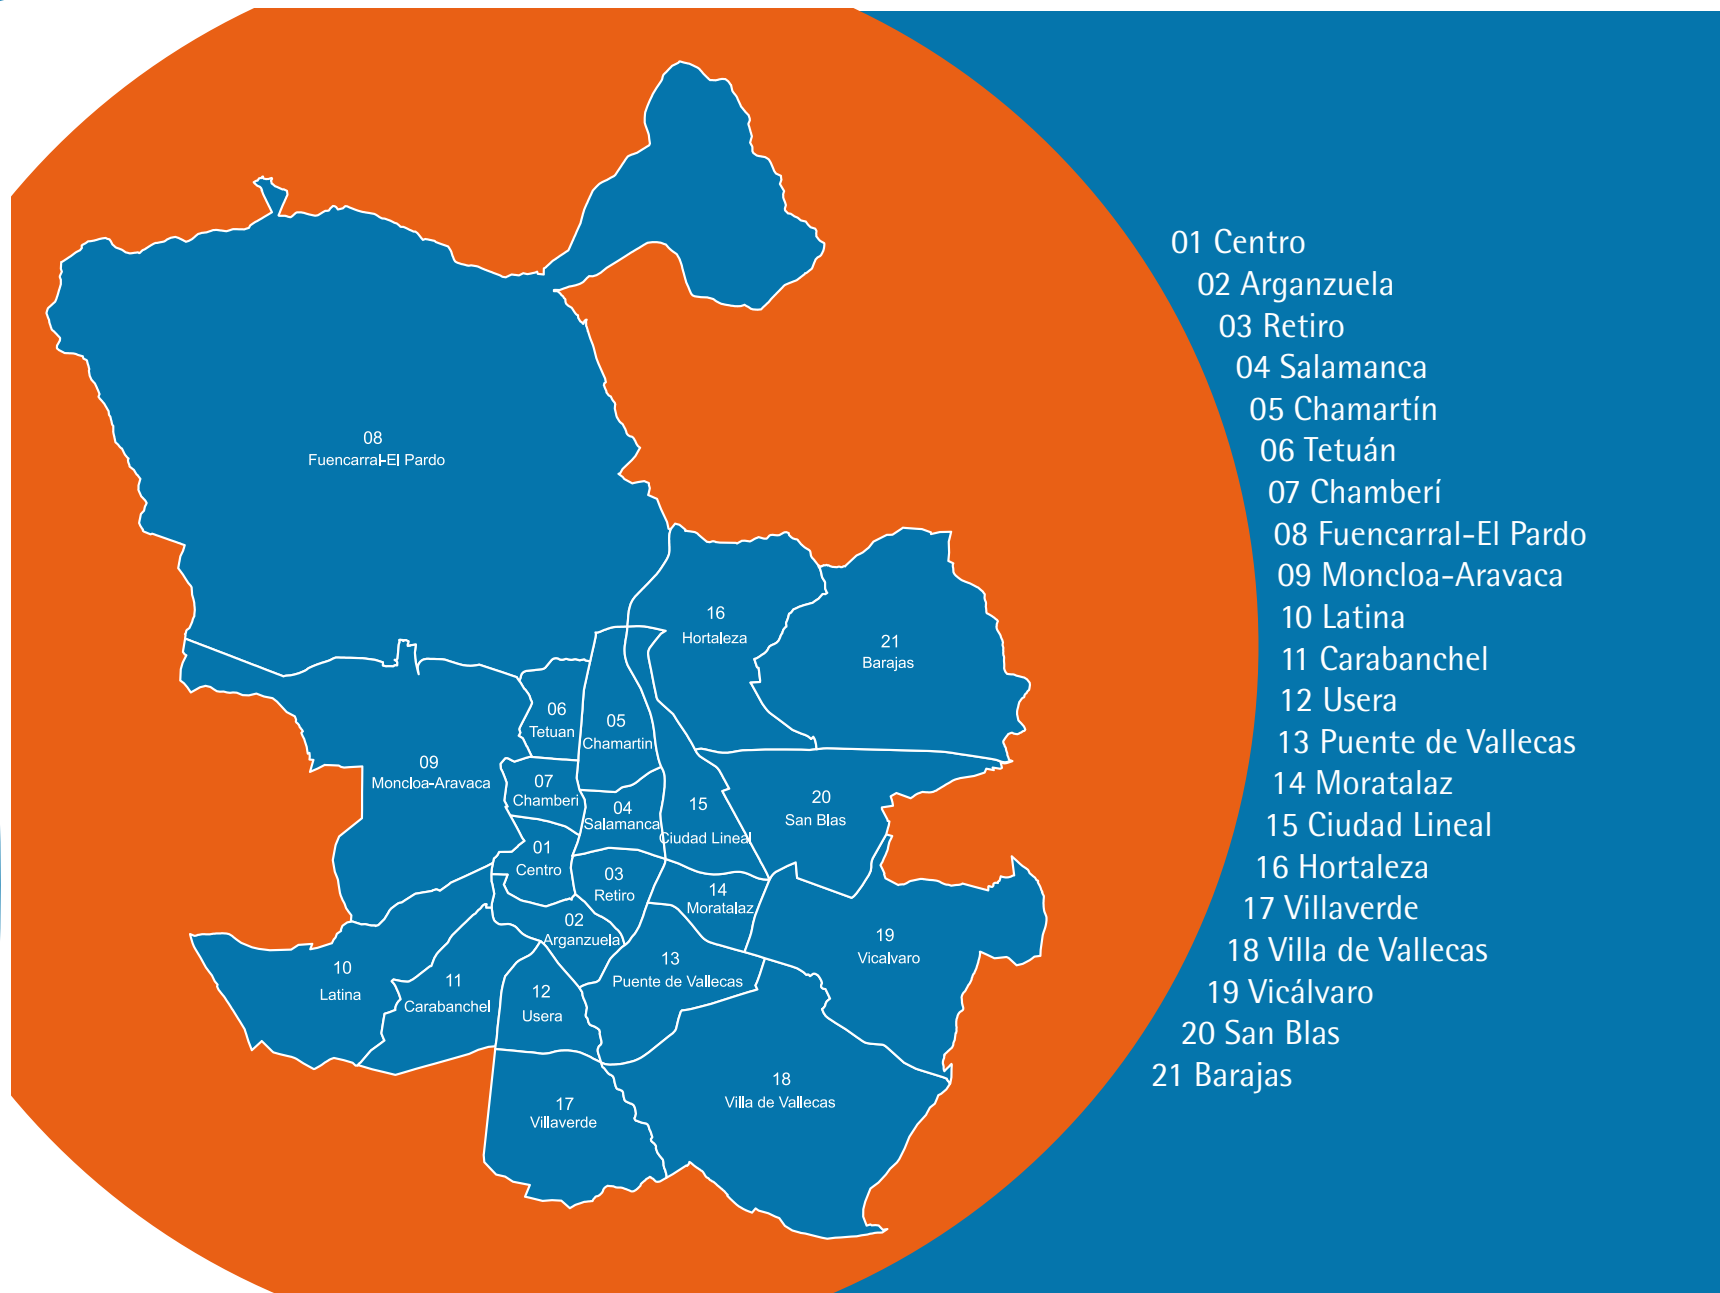 08
Fuencarral-El Pardo
16
Hortaleza
21
Barajas
06
Tetuan
05
Chamartin
09
Moncloa-Aravaca
07
Chamberi
04
Salamanca
15
Ciudad Lineal
20
San Blas
01
Centro
03
Retiro
14
Moratalaz
02
Arganzuela
19
Vicalvaro
13
Puente de Vallecas
10
Latina
11
Carabanchel
12
Usera
18
Villa de Vallecas
17
Villaverde
01 Centro
02 Arganzuela
03 Retiro
04 Salamanca
05 Chamartín
06 Tetuán
07 Chamberí
08 Fuencarral-El Pardo
09 Moncloa-Aravaca
10 Latina
11 Carabanchel
12 Usera
13 Puente de Vallecas
14 Moratalaz
15 Ciudad Lineal
16 Hortaleza
17 Villaverde
18 Villa de Vallecas
19 Vicálvaro
20 San Blas
21 Barajas